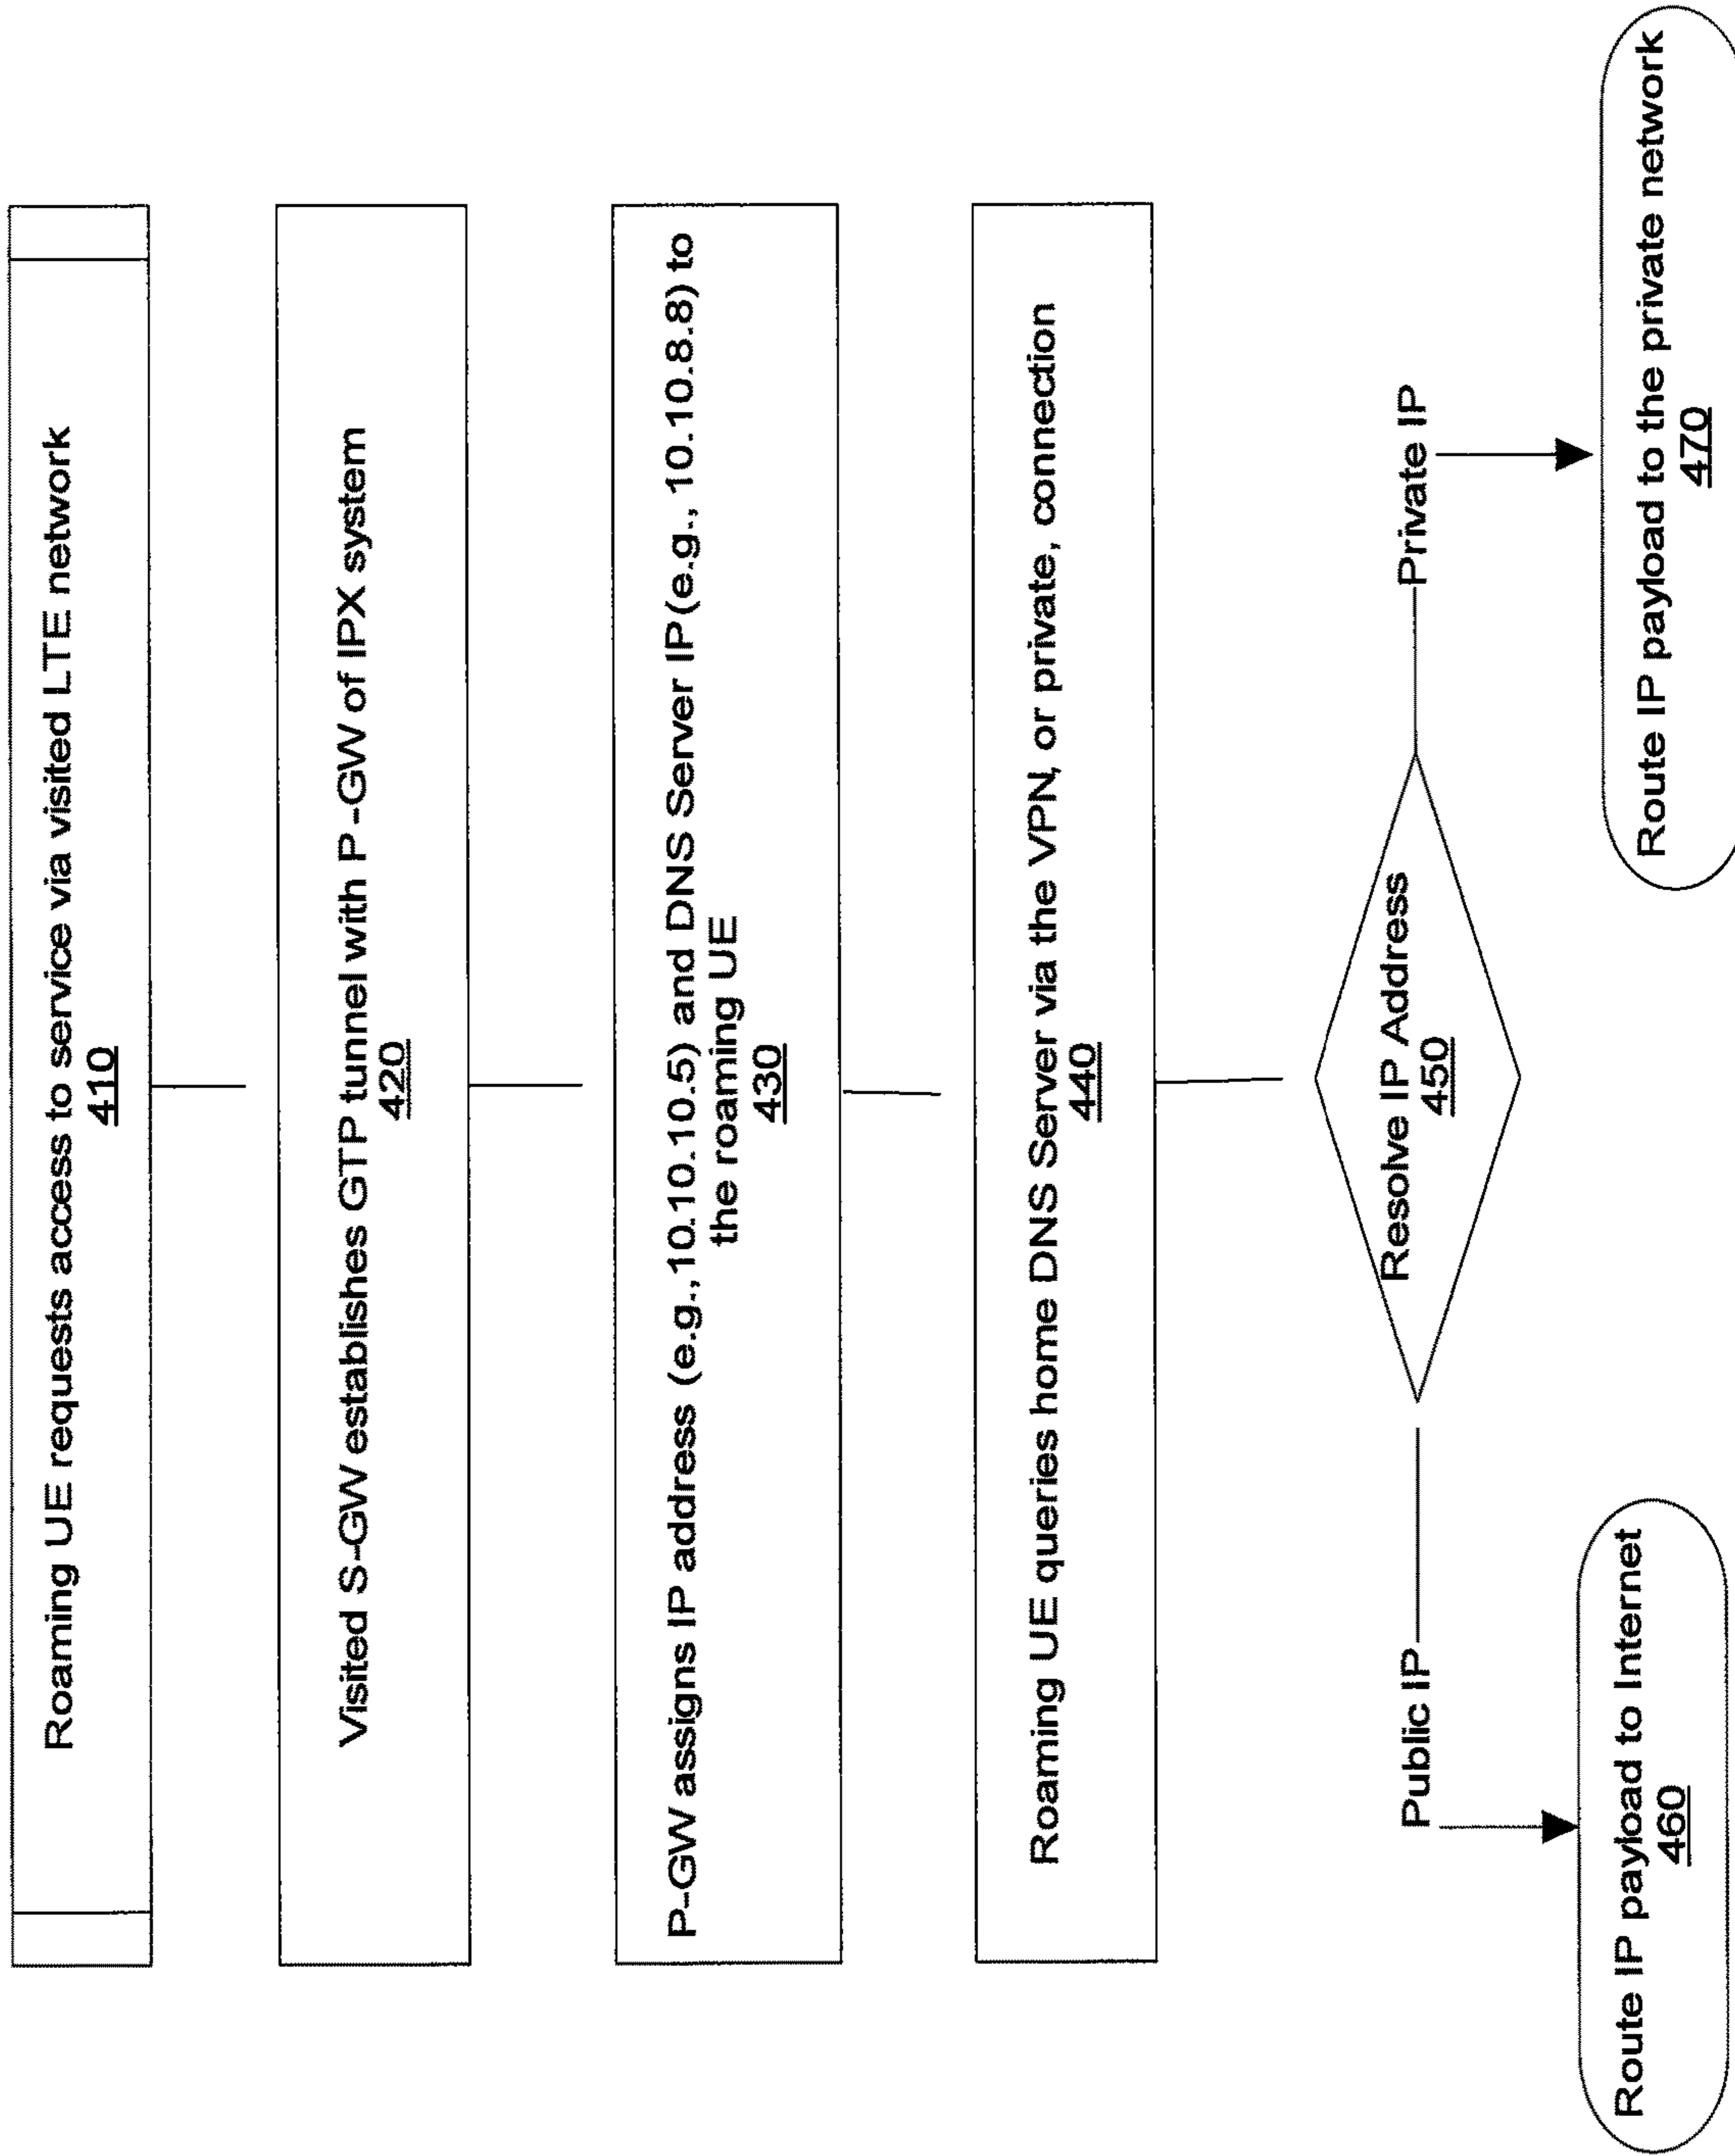 Roaming UE requests access to service via visited LTE network
410
Visited S-GW establishes GTP tunnel with P-GW of IPX system
420
P-GW assigns IP address (e.g.,10.10.10.5) and DNS Server IP(e.g., 10.10.8.8) to
the roaming UE
430
Roaming UE queries home DNS Server via the VPN, or private, connection
440
Resolve IP Address
450
Public IP
Private IP
Route IP payload to Internet
460
Route IP payload to the private network
470